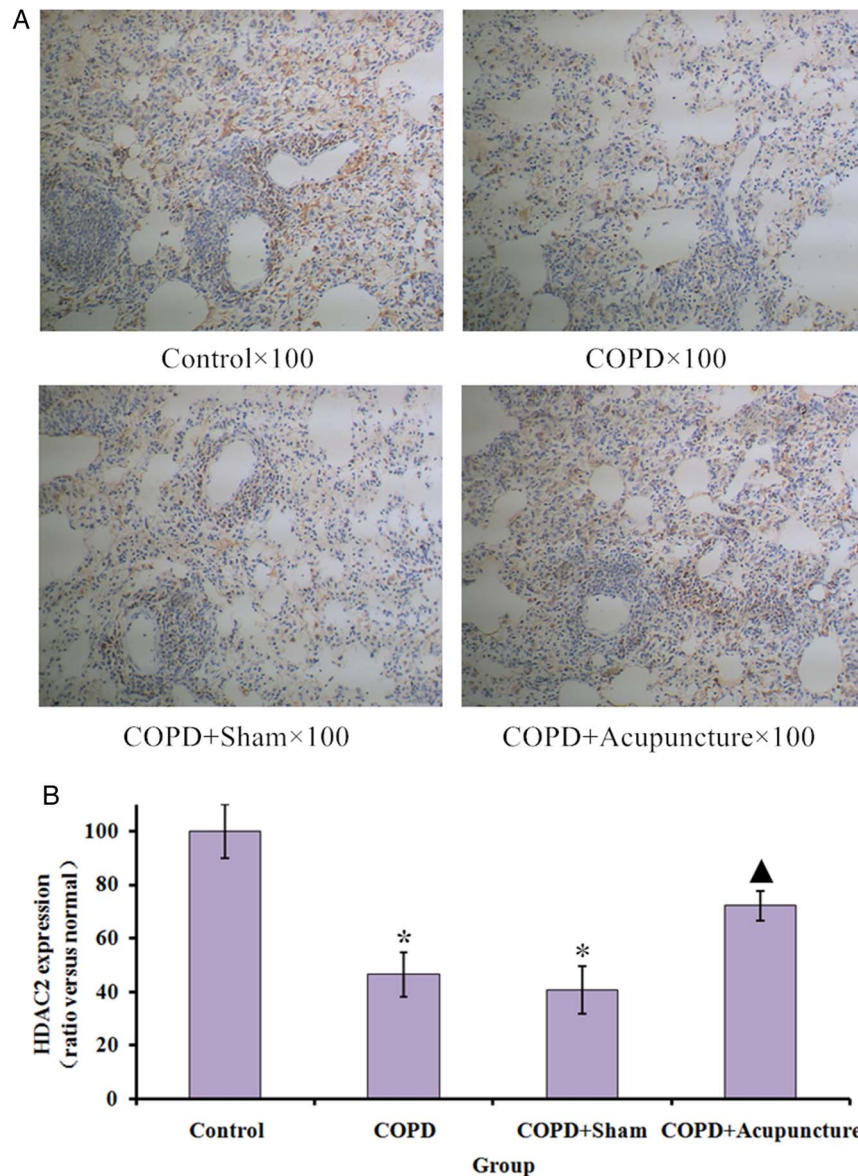 A
Control×100
COPD×100
COPD+Sham×100
COPD+Acupuncture×100
B
HDAC2 expression
（ratio versus normal）
100
80
60
40
20
0
*
*
▲
Control
COPD
COPD+Sham
COPD+Acupuncture
Group